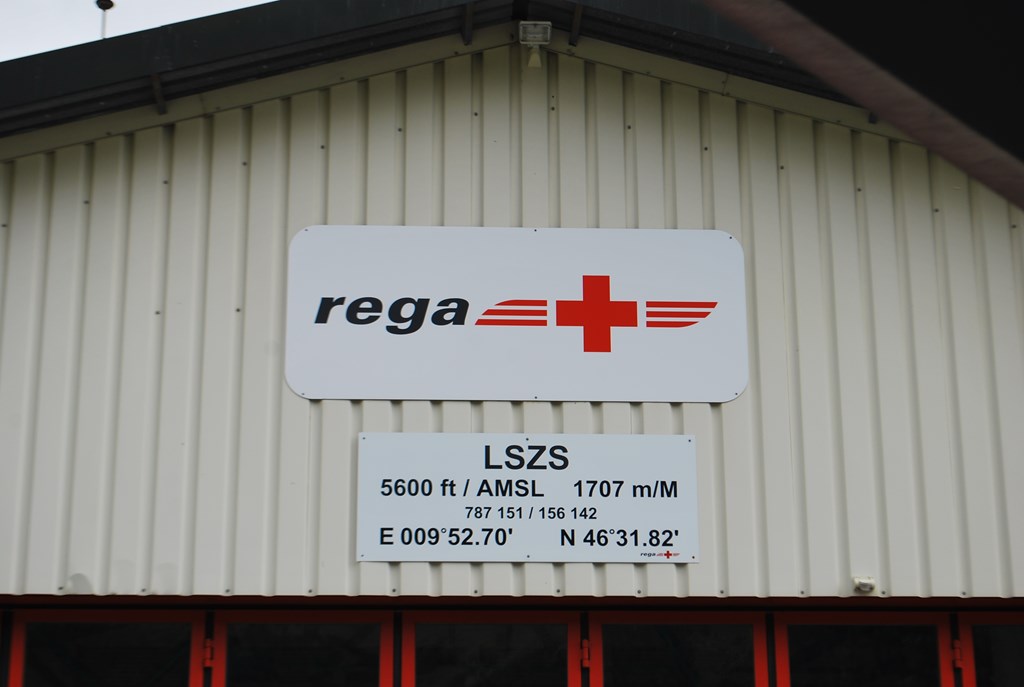 rega
LSZS
5600 ft / AMSL 1707 m/M
787 151 / 156 142
E 009°52.70' N 46°31.82'
rega